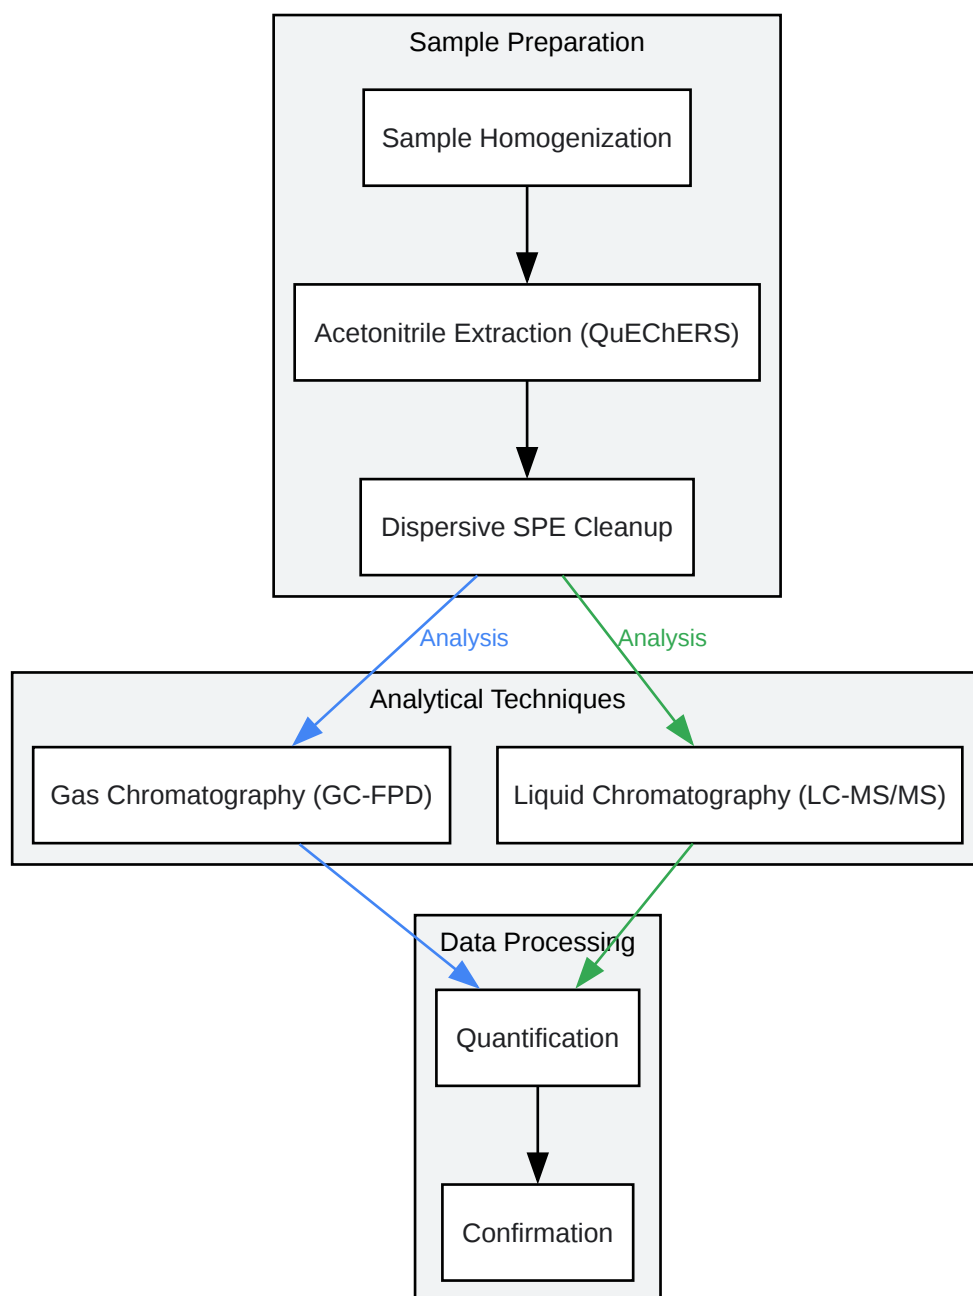 Sample Preparation
Sample Homogenization
Acetonitrile Extraction (QuEChERS)
Dispersive SPE Cleanup
Analysis
Analysis
Analytical Techniques
Gas Chromatography (GC-FPD)
Liquid Chromatography (LC-MS/MS)
Data Processing
Quantification
Confirmation